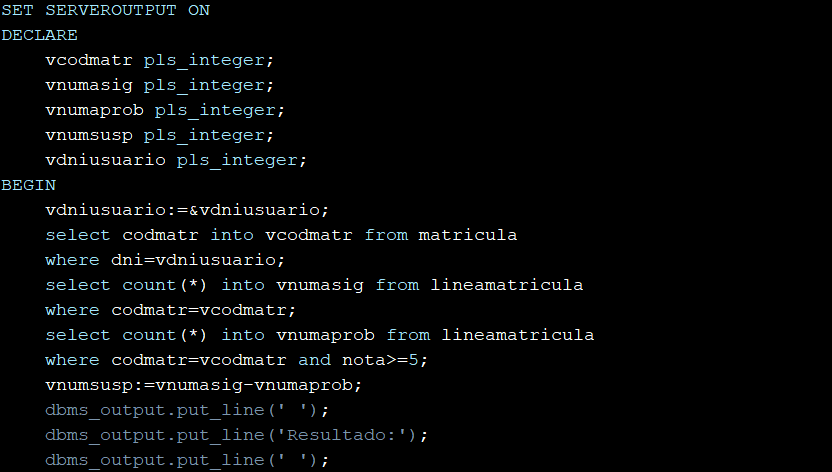 SET SERVEROUTPUT ON
DECLARE
    vcodmatr pls_integer;
    vnumasig pls_integer;
    vnumaprob pls_integer;
    vnumsusp pls_integer;
    vdniusuario pls_integer;
BEGIN
    vdniusuario:=&vdniusuario;
    select codmatr into vcodmatr from matricula
    where dni=vdniusuario;
    select count(*) into vnumasig from lineamatricula
    where codmatr=vcodmatr;
    select count(*) into vnumaprob from lineamatricula
    where codmatr=vcodmatr and nota>=5;
    vnumsusp:=vnumasig-vnumaprob;
    dbms_output.put_line(' ');
    dbms_output.put_line('Resultado:');
    dbms_output.put_line(' ');